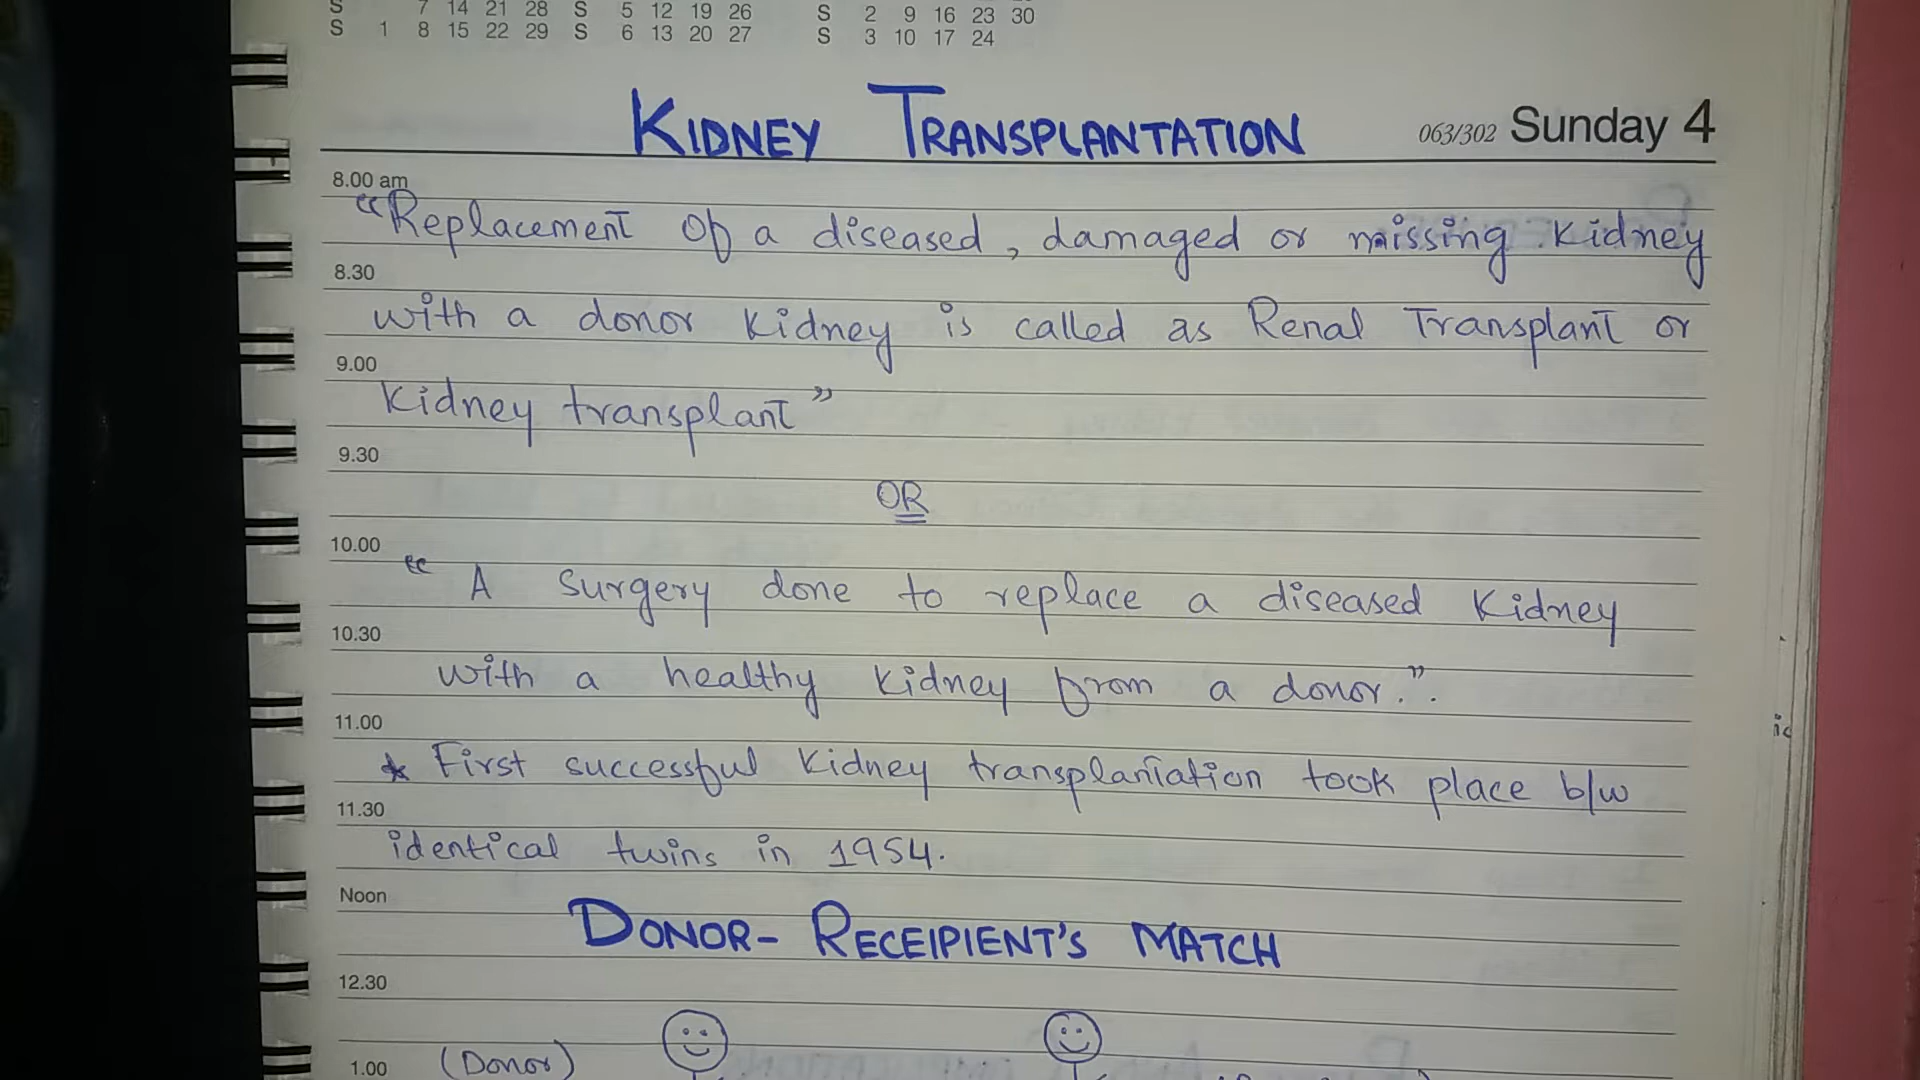 S 7 14 21 28 S 5 12 19 26 S 2 9 16 23 30
S 1 8 15 22 29 S 6 13 20 27 S 3 10 17 24
KIDNEY TRANSPLANTATION
063/302 Sunday 4
8.00 am
“Replacement of a diseased, damaged or missing kidney
8.30
with a donor kidney is called as Renal Transplant or
9.00
kidney transplant”
9.30
OR
10.00
“ A surgery done to replace a diseased kidney
10.30
with a healthy kidney from a donor.”.
11.00
* First successful kidney transplantation took place b/w
11.30
identical twins in 1954.
Noon
DONOR- RECEIPIENT'S MATCH
12.30
1.00 (Donor)